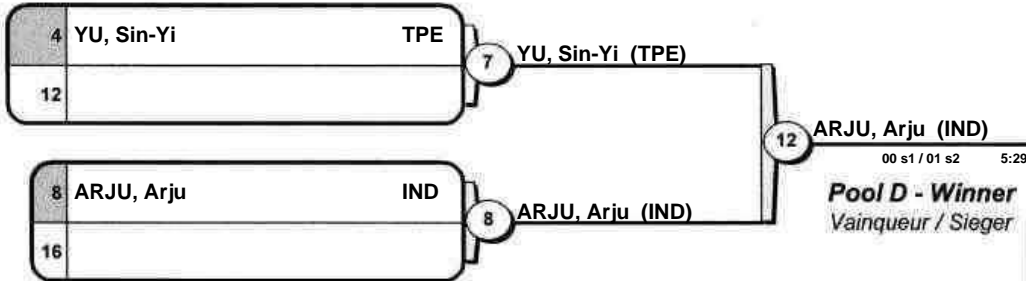 4 YU, Sin-Yi TPE
12
7
YU, Sin-Yi (TPE)
8 ARJU, Arju IND
16
8
ARJU, Arju (IND)
12
ARJU, Arju (IND)
00 s1 / 01 s2 5:29
Pool D - Winner
Vainqueur / Sieger